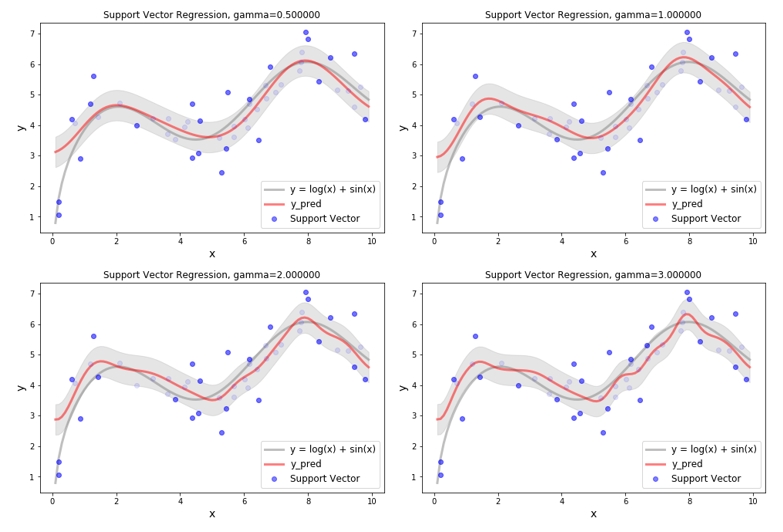 Support Vector Regression, gamma=0.500000
7
6
5
4
3
2
1
y
0 2 4 6 8 10
x
y = log(x) + sin(x)
y_pred
Support Vector
Support Vector Regression, gamma=1.000000
7
6
5
4
3
2
1
y
0 2 4 6 8 10
x
y = log(x) + sin(x)
y_pred
Support Vector
Support Vector Regression, gamma=2.000000
7
6
5
4
3
2
1
y
0 2 4 6 8 10
x
y = log(x) + sin(x)
y_pred
Support Vector
Support Vector Regression, gamma=3.000000
7
6
5
4
3
2
1
y
0 2 4 6 8 10
x
y = log(x) + sin(x)
y_pred
Support Vector